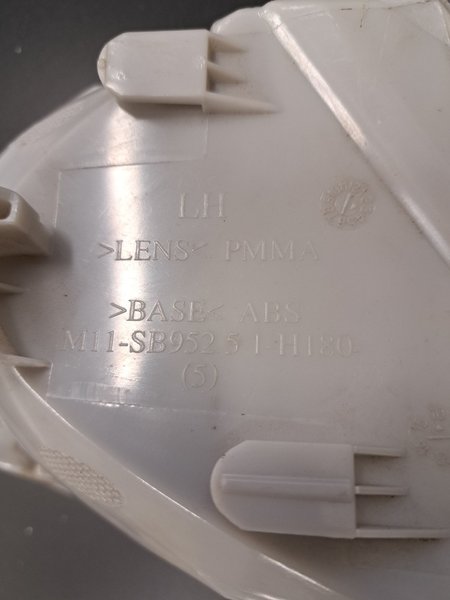 LH
>LENS< PMMA
>BASE< ABS
M11-SB952 5 1-H180
(5)